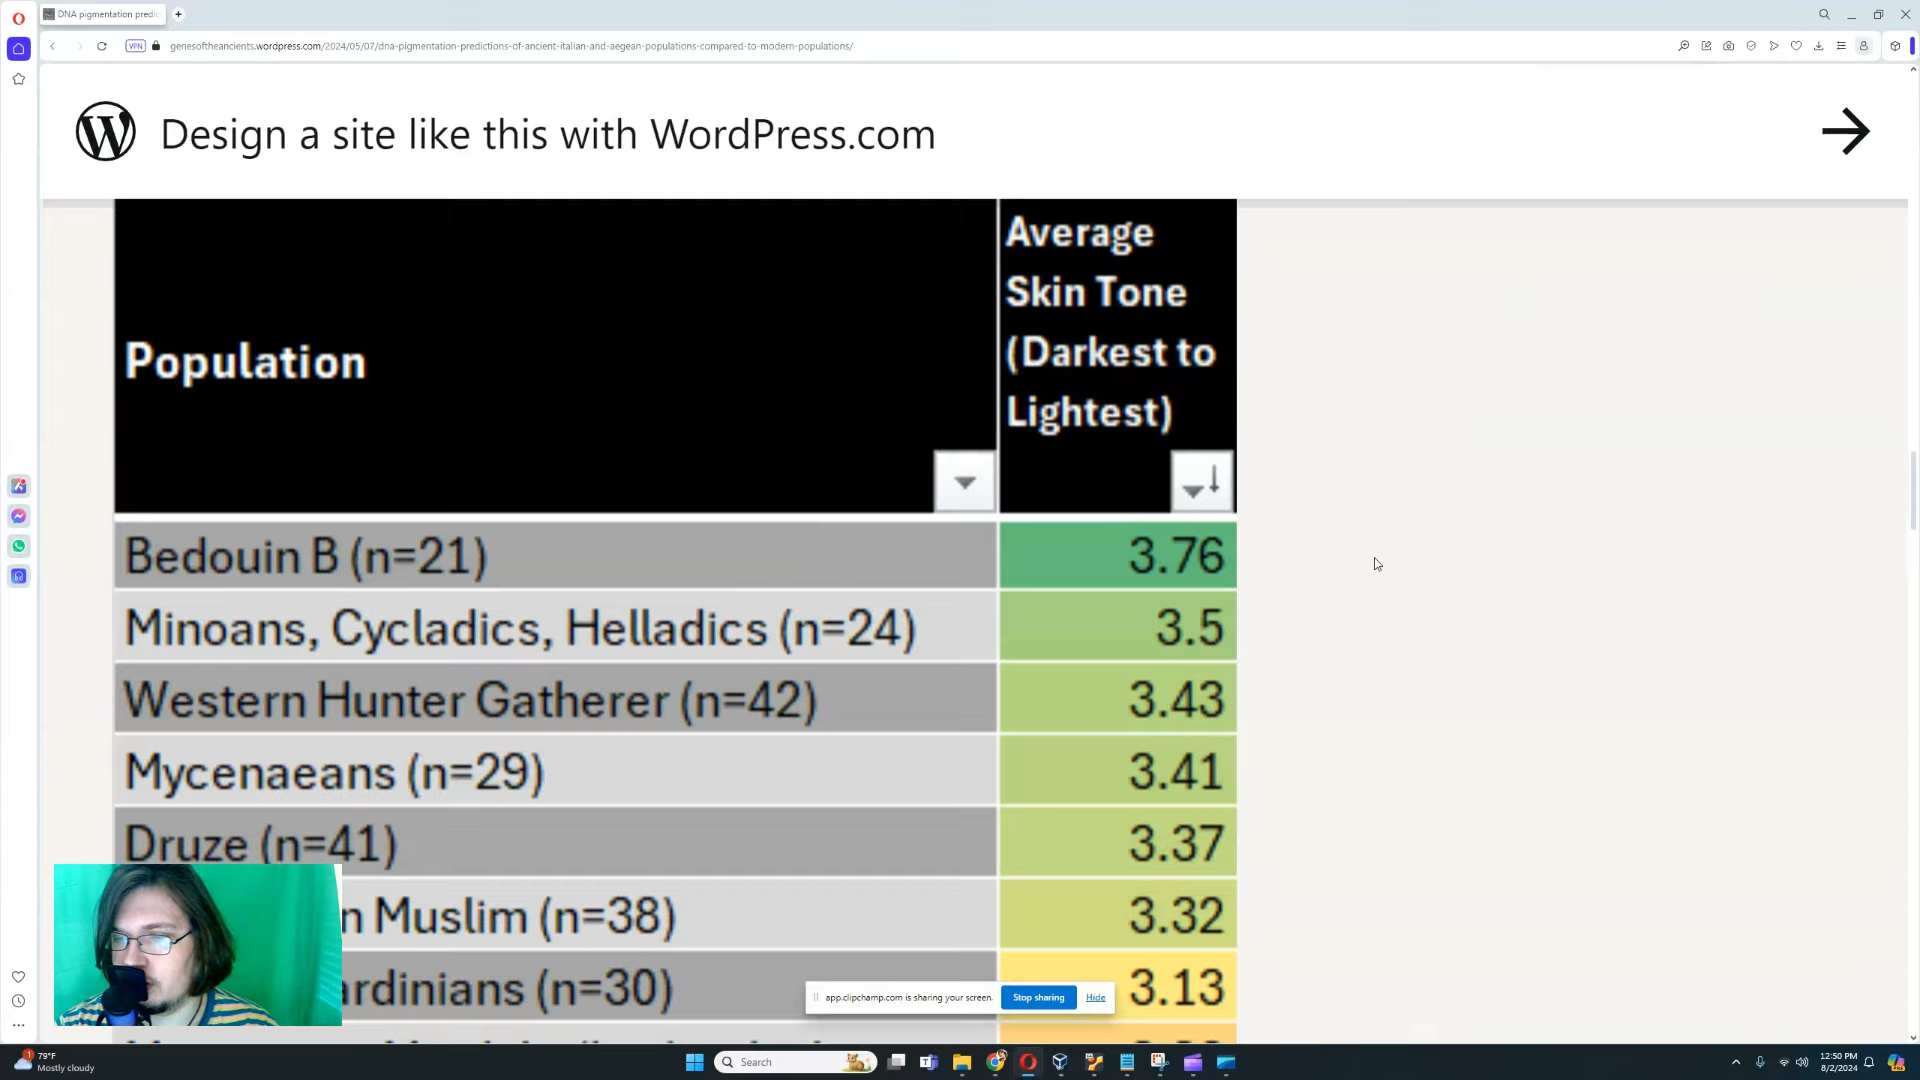 DNA pigmentation predic
genesoftheancients.wordpress.com/2024/05/07/dna-pigmentation-predictions-of-ancient-italian-and-aegean-populations-compared-to-modern-populations/
VPN
Design a site like this with WordPress.com
Population
Average
Skin Tone
(Darkest to
Lightest)
Bedouin B (n=21) 3.76
Minoans, Cycladics, Helladics (n=24) 3.5
Western Hunter Gatherer (n=42) 3.43
Mycenaeans (n=29) 3.41
Druze (n=41) 3.37
n Muslim (n=38) 3.32
ardinians (n=30) 3.13
app.clipchamp.com is sharing your screen. Stop sharing Hide
79°F
Mostly cloudy
Search
12:50 PM
8/2/2024